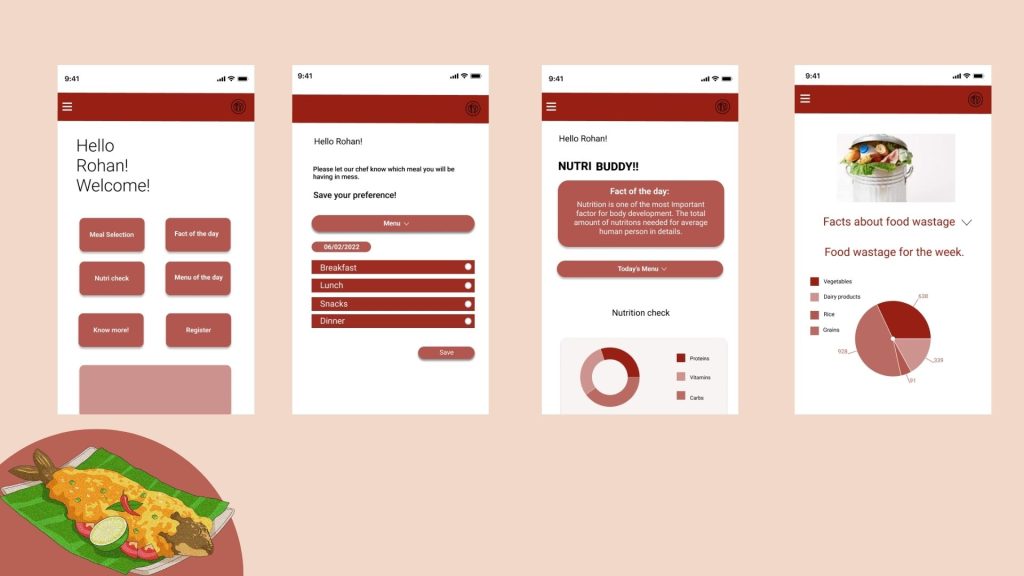 9:41
Hello
Rohan!
Welcome!
Meal Selection
Fact of the day
Nutri check
Menu of the day
Know more!
Register
9:41
Hello Rohan!
Please let our chef know which meal you will be
having in mess.
Save your preference!
Menu
06/02/2022
Breakfast
Lunch
Snacks
Dinner
Save
9:41
Hello Rohan!
NUTRI BUDDY!!
Fact of the day:
Nutrition is one of the most Important
factor for body development. The total
amount of nutritons needed for average
human person in details.
Today's Menu
Nutrition check
Proteins
Vitamins
Carbs
9:41
Facts about food wastage
Food wastage for the week.
Vegetables
Dairy products
Rice
Grains
638
928
339
91